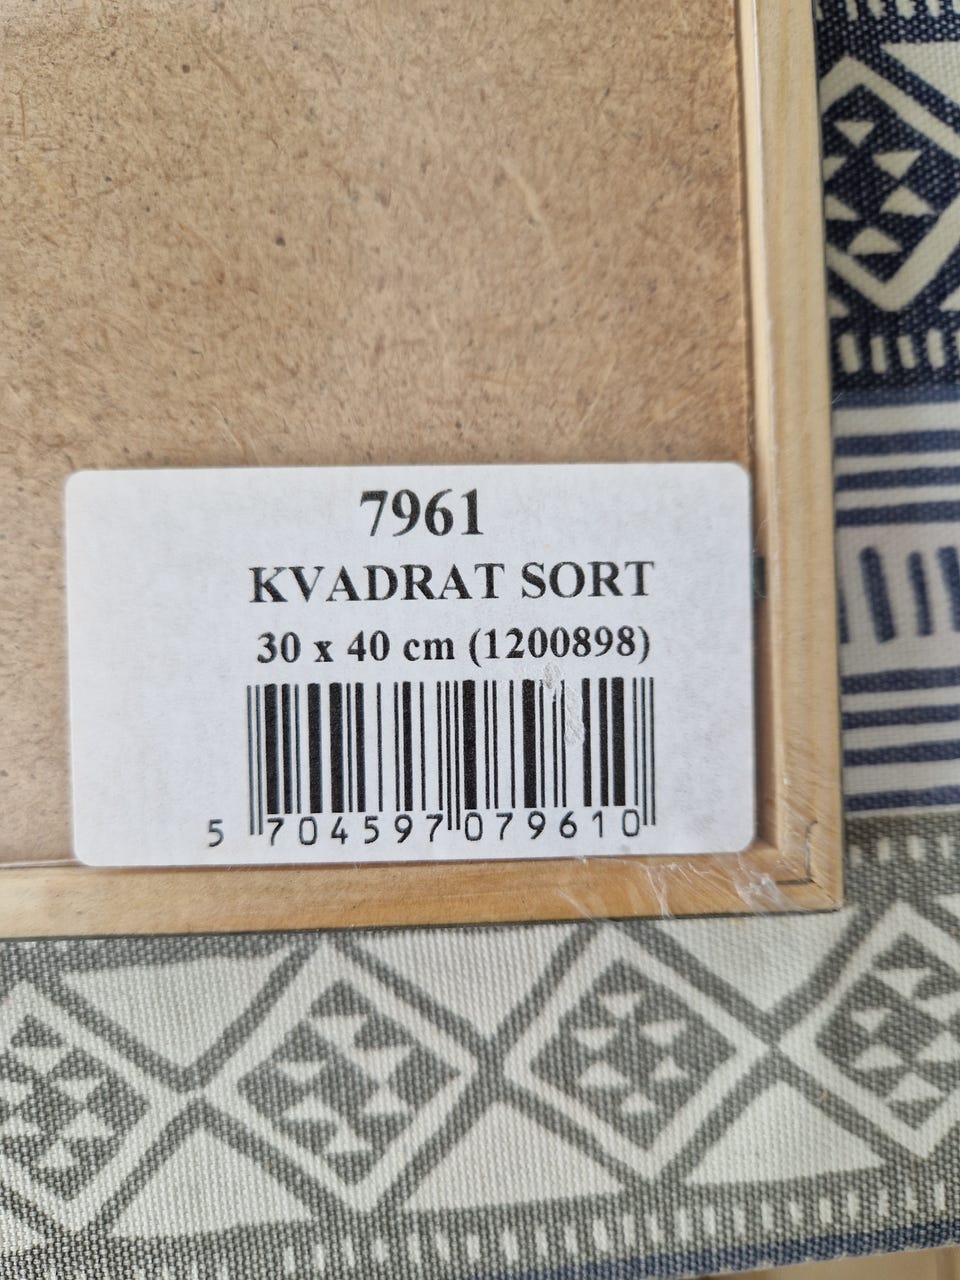 7961
KVADRAT SORT
30 x 40 cm (1200898)
5 704597 079610